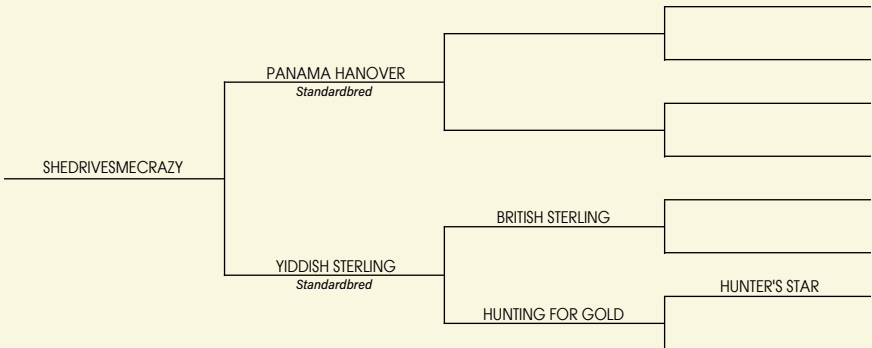 PANAMA HANOVER
Standardbred
SHEDRIVESMECRAZY
BRITISH STERLING
YIDDISH STERLING
Standardbred
HUNTER'S STAR
HUNTING FOR GOLD